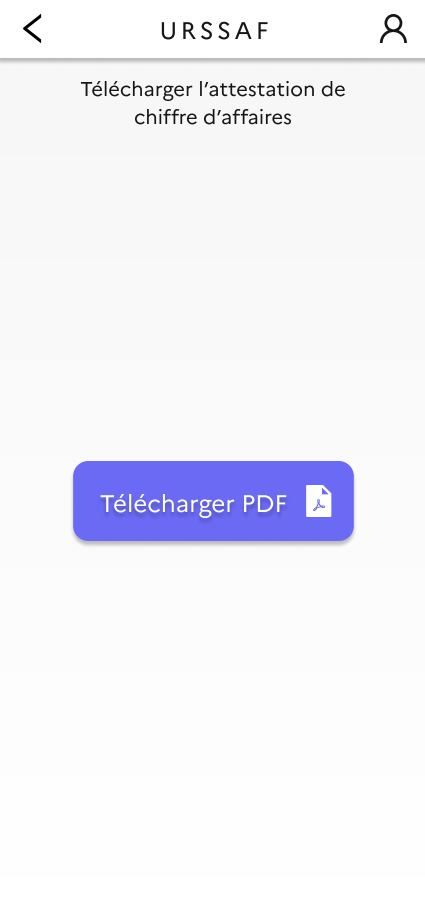 URSSAF
Télécharger l’attestation de
chiffre d’affaires
Télécharger PDF